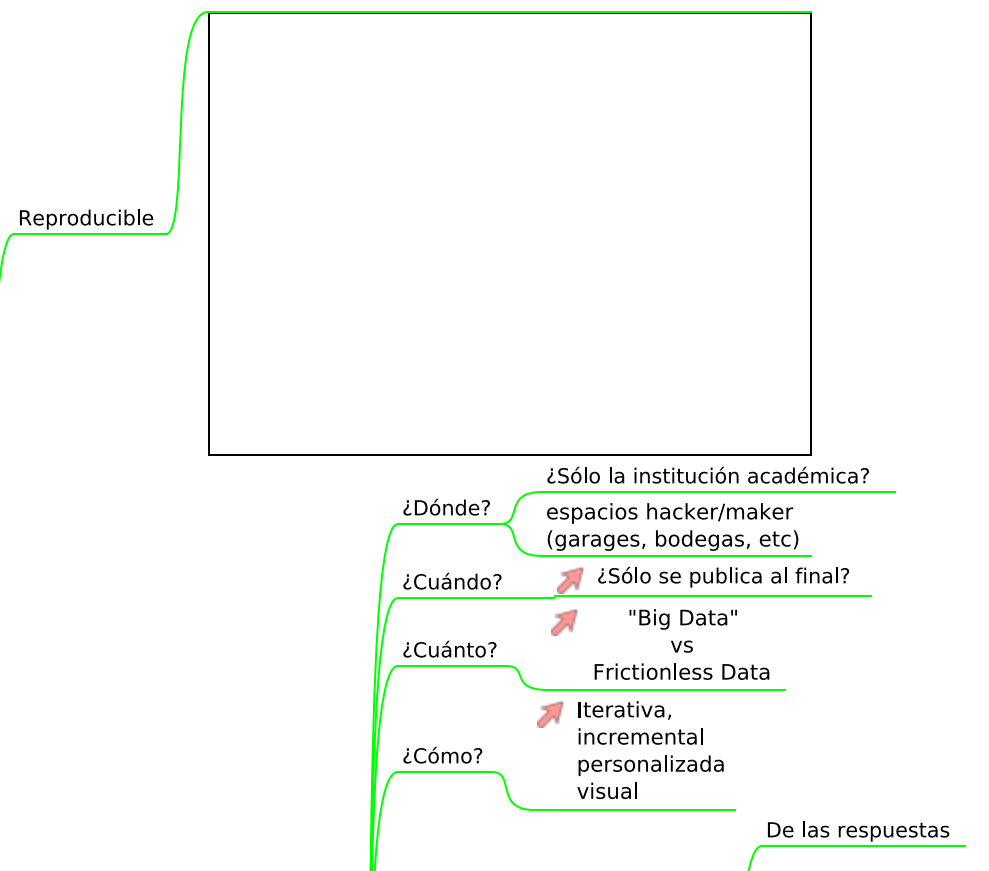 Reproducible
¿Dónde?
¿Sólo la institución académica?
espacios hacker/maker
(garages, bodegas, etc)
¿Cuándo?
¿Sólo se publica al final?
¿Cuánto?
"Big Data"
vs
Frictionless Data
¿Cómo?
Iterativa,
incremental
personalizada
visual
De las respuestas